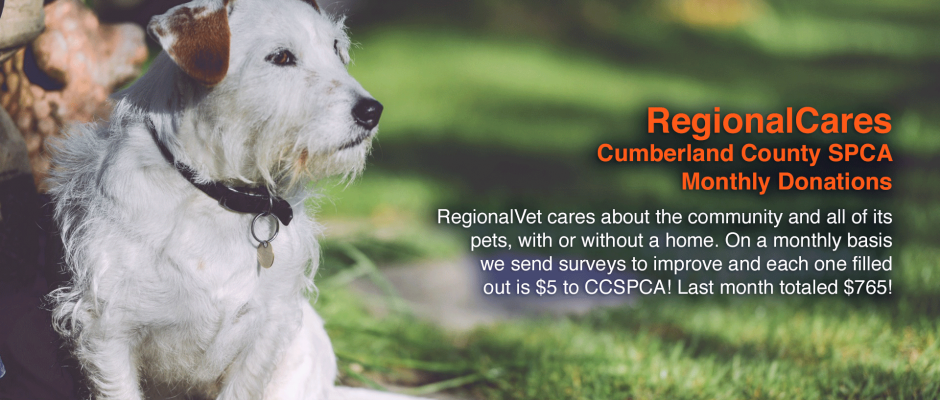 RegionalCares
Cumberland County SPCA
Monthly Donations
RegionalVet cares about the community and all of its
pets, with or without a home. On a monthly basis
we send surveys to improve and each one filled
out is $5 to CCSPCA! Last month totaled $765!